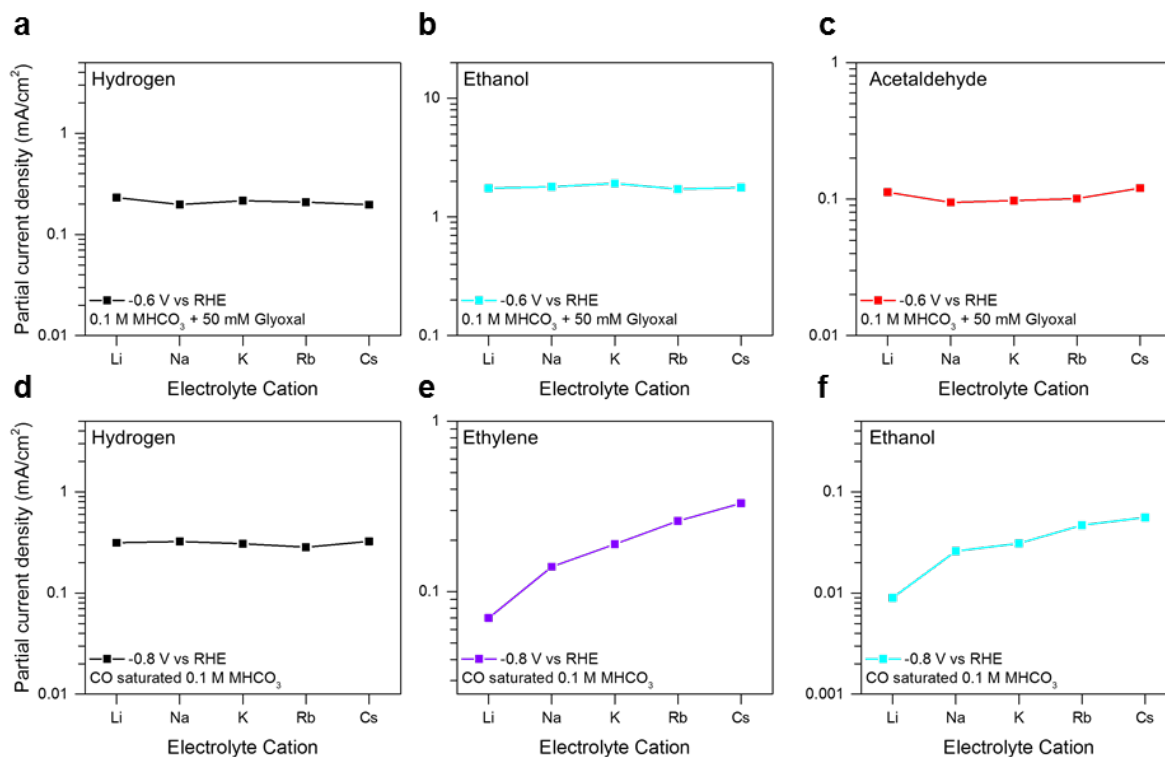 a
Hydrogen
Partial current density (mA/cm²)
1
0.1
0.01
-0.6 V vs RHE
0.1 M MHCO₃ + 50 mM Glyoxal
Li Na K Rb Cs
Electrolyte Cation
b
Ethanol
10
1
0.1
-0.6 V vs RHE
0.1 M MHCO₃ + 50 mM Glyoxal
Li Na K Rb Cs
Electrolyte Cation
c
Acetaldehyde
1
0.1
0.01
-0.6 V vs RHE
0.1 M MHCO₃ + 50 mM Glyoxal
Li Na K Rb Cs
Electrolyte Cation
d
Hydrogen
Partial current density (mA/cm²)
1
0.1
0.01
-0.8 V vs RHE
CO saturated 0.1 M MHCO₃
Li Na K Rb Cs
Electrolyte Cation
e
Ethylene
1
0.1
-0.8 V vs RHE
CO saturated 0.1 M MHCO₃
Li Na K Rb Cs
Electrolyte Cation
f
Ethanol
0.1
0.01
0.001
-0.8 V vs RHE
CO saturated 0.1 M MHCO₃
Li Na K Rb Cs
Electrolyte Cation